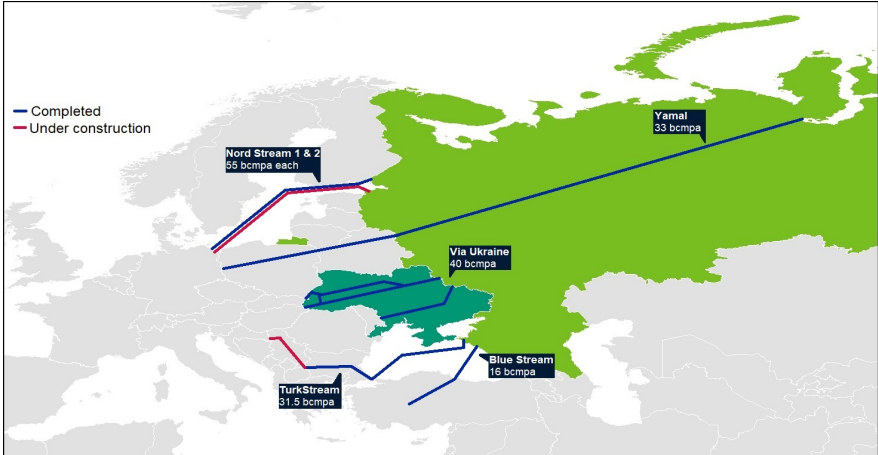 Completed
Under construction
Yamal
33 bcmpa
Nord Stream 1 & 2
55 bcmpa each
Via Ukraine
40 bcmpa
Blue Stream
16 bcmpa
TurkStream
31.5 bcmpa